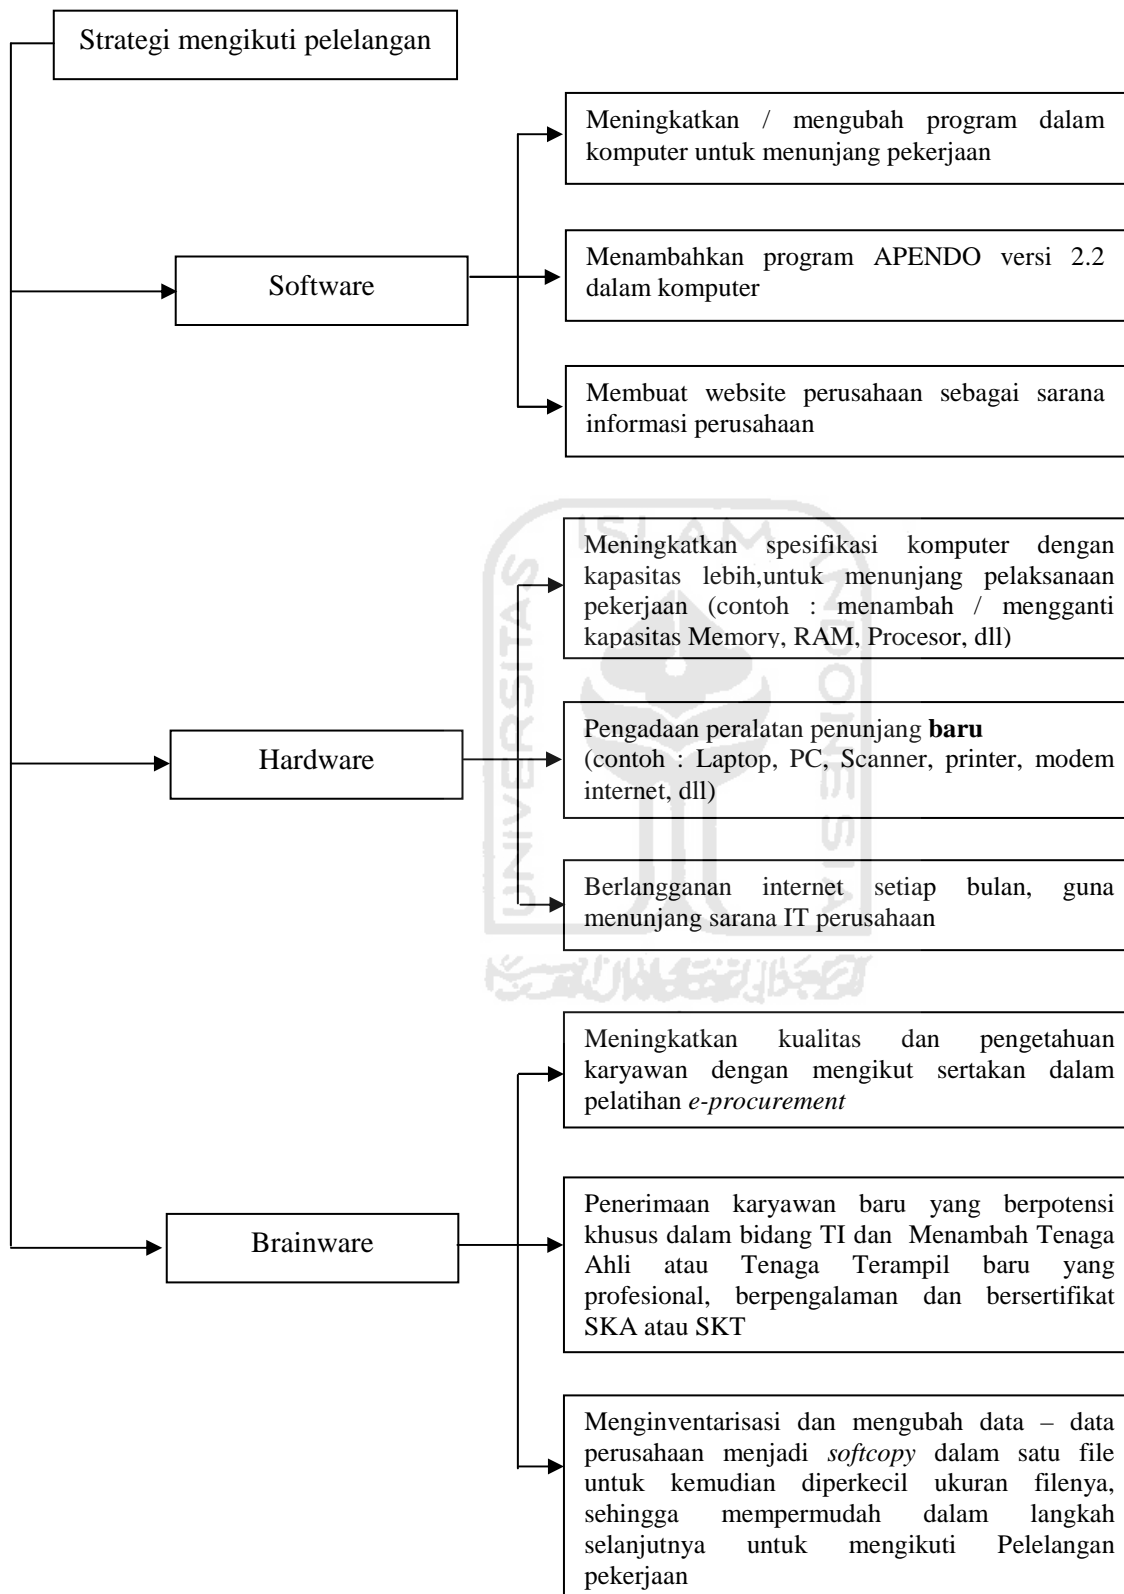 Strategi mengikuti pelelangan
Meningkatkan / mengubah program dalam
komputer untuk menunjang pekerjaan
Software
Menambahkan program APENDO versi 2.2
dalam komputer
Membuat website perusahaan sebagai sarana
informasi perusahaan
Meningkatkan spesifikasi komputer dengan
kapasitas lebih,untuk menunjang pelaksanaan
pekerjaan (contoh : menambah / mengganti
kapasitas Memory, RAM, Procesor, dll)
Hardware
Pengadaan peralatan penunjang baru
(contoh : Laptop, PC, Scanner, printer, modem
internet, dll)
Berlangganan internet setiap bulan, guna
menunjang sarana IT perusahaan
Meningkatkan kualitas dan pengetahuan
karyawan dengan mengikut sertakan dalam
pelatihan e-procurement
Brainware
Penerimaan karyawan baru yang berpotensi
khusus dalam bidang TI dan Menambah Tenaga
Ahli atau Tenaga Terampil baru yang
profesional, berpengalaman dan bersertifikat
SKA atau SKT
Menginventarisasi dan mengubah data – data
perusahaan menjadi softcopy dalam satu file
untuk kemudian diperkecil ukuran filenya,
sehingga mempermudah dalam langkah
selanjutnya untuk mengikuti Pelelangan
pekerjaan
UNIVERSITAS
ISLAM
INDONESIA